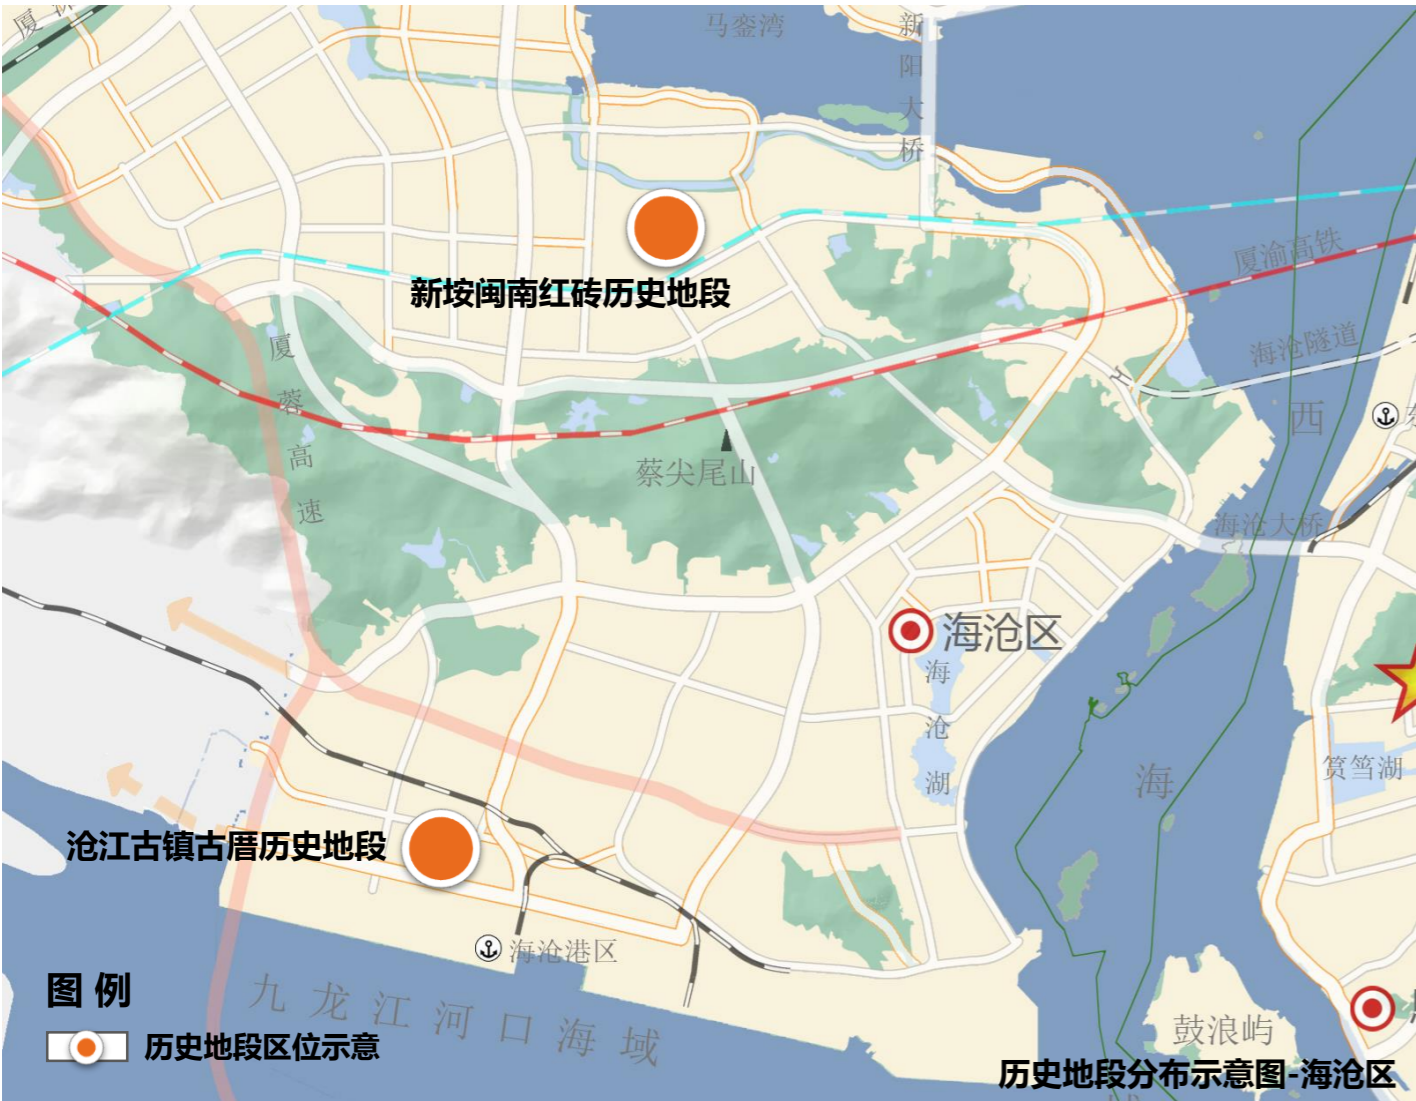 马銮湾
新阳大桥
厦渝高铁
新垵闽南红砖历史地段
海沧隧道
厦蓉高速
西
蔡尖尾山
海沧大桥
海沧区
海沧湖
筼筜湖
海
沧江古镇古厝历史地段
海沧港区
图 例
九龙江河口海域
鼓浪屿
历史地段区位示意
历史地段分布示意图-海沧区